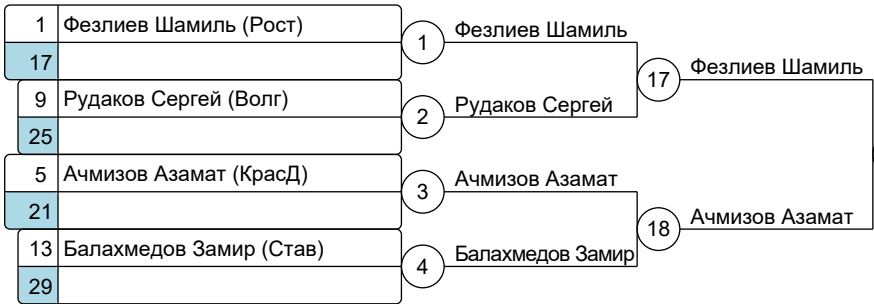 1 Фезлиев Шамиль (Рост)
17
9 Рудаков Сергей (Волг)
25
5 Ачмизов Азамат (КрасД)
21
13 Балахмедов Замир (Став)
29
1 Фезлиев Шамиль
2 Рудаков Сергей
3 Ачмизов Азамат
4 Балахмедов Замир
17 Фезлиев Шамиль
18 Ачмизов Азамат